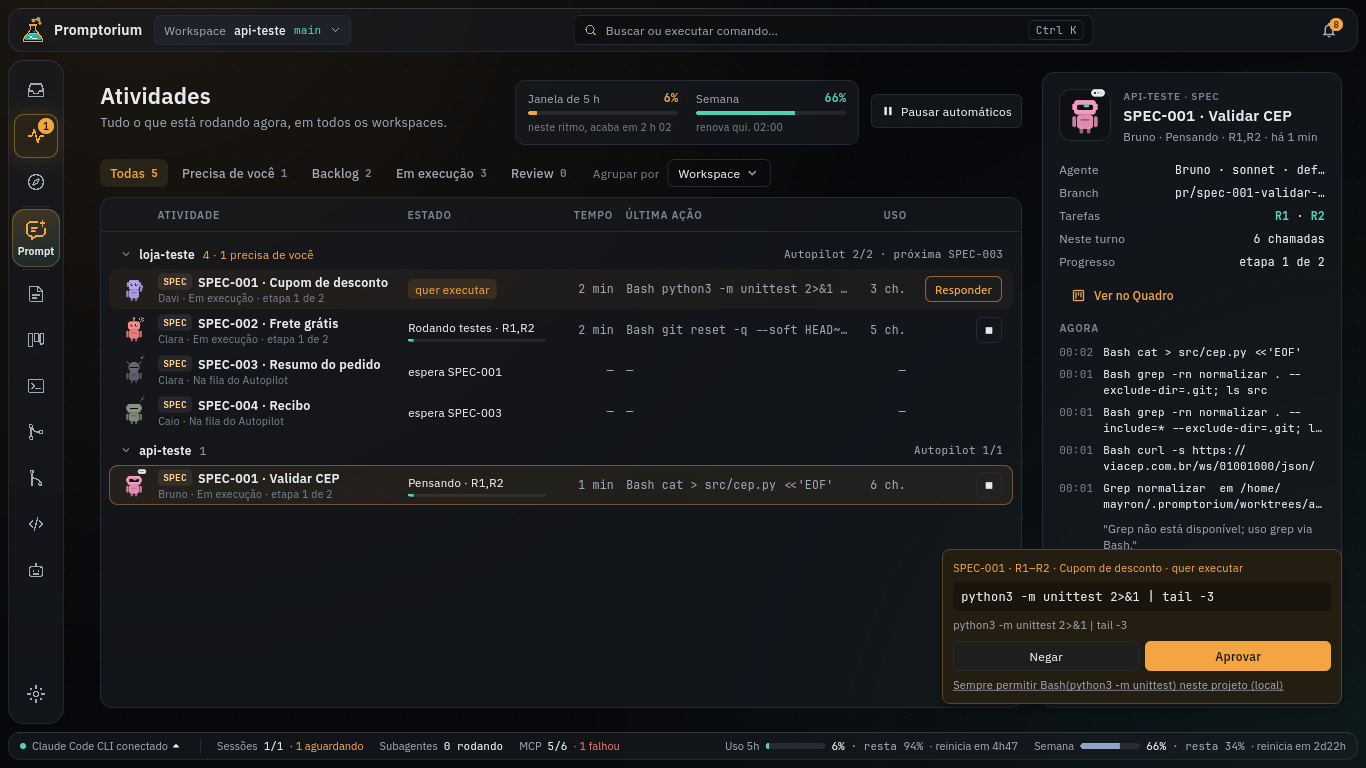 Promptorium
Workspace api-teste main
Buscar ou executar comando…
Ctrl K
8
Atividades
Tudo o que está rodando agora, em todos os workspaces.
Janela de 5 h 6%
neste ritmo, acaba em 2 h 02
Semana 66%
renova qui. 02:00
Pausar automáticos
1
Prompt
Todas 5
Precisa de você 1
Backlog 2
Em execução 3
Review 0
Agrupar por
Workspace
ATIVIDADE ESTADO TEMPO ÚLTIMA AÇÃO USO
loja-teste 4 · 1 precisa de você
Autopilot 2/2 · próxima SPEC-003
SPEC SPEC-001 · Cupom de desconto
Davi · Em execução · etapa 1 de 2
quer executar
2 min
Bash python3 -m unittest 2>&1 …
3 ch.
Responder
SPEC SPEC-002 · Frete grátis
Clara · Em execução · etapa 1 de 2
Rodando testes · R1,R2
2 min
Bash git reset -q --soft HEAD~…
5 ch.
SPEC SPEC-003 · Resumo do pedido
Clara · Na fila do Autopilot
espera SPEC-001
— — —
SPEC SPEC-004 · Recibo
Caio · Na fila do Autopilot
espera SPEC-003
— — —
api-teste 1
Autopilot 1/1
SPEC SPEC-001 · Validar CEP
Bruno · Em execução · etapa 1 de 2
Pensando · R1,R2
1 min
Bash cat > src/cep.py <<'EOF'
6 ch.
API-TESTE · SPEC
SPEC-001 · Validar CEP
Bruno · Pensando · R1,R2 · há 1 min
Agente Bruno · sonnet · def…
Branch pr/spec-001-validar-…
Tarefas R1 · R2
Neste turno 6 chamadas
Progresso etapa 1 de 2
Ver no Quadro
AGORA
00:02 Bash cat > src/cep.py <<'EOF'
00:01 Bash grep -rn normalizar . --
exclude-dir=.git; ls src
00:01 Bash grep -rn normalizar . --
include=* --exclude-dir=.git; l…
00:01 Bash curl -s https://
viacep.com.br/ws/01001000/json/
00:01 Grep normalizar em /home/
mayron/.promptorium/worktrees/a…
"Grep não está disponível; uso grep via
Bash."
SPEC-001 · R1–R2 · Cupom de desconto · quer executar
python3 -m unittest 2>&1 | tail -3
python3 -m unittest 2>&1 | tail -3
Negar
Aprovar
Sempre permitir Bash(python3 -m unittest) neste projeto (local)
Claude Code CLI conectado
Sessões 1/1 · 1 aguardando
Subagentes 0 rodando
MCP 5/6 · 1 falhou
Uso 5h 6% · resta 94% · reinicia em 4h47
Semana 66% · resta 34% · reinicia em 2d22h